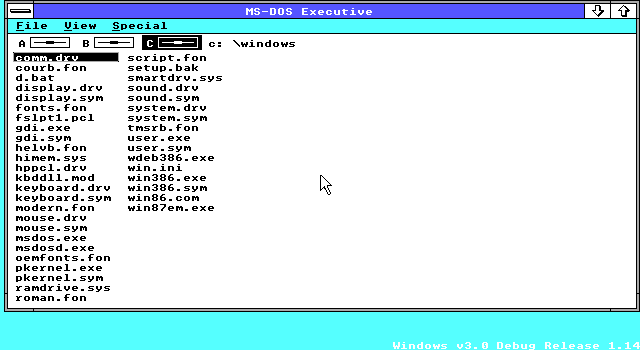 MS-DOS Executive
File View Special
A B C c: \windows
comm.drv script.fon
courb.fon setup.bak
d.bat smartdrv.sys
display.drv sound.drv
display.sym sound.sym
fonts.fon system.drv
fslpt1.pcl system.sym
gdi.exe tmsrb.fon
gdi.sym user.exe
helvb.fon user.sym
himem.sys wdeb386.exe
hppcl.drv win.ini
kbddll.mod win386.exe
keyboard.drv win386.sym
keyboard.sym win86.com
modern.fon win87em.exe
mouse.drv
mouse.sym
msdos.exe
msdosd.exe
oemfonts.fon
pkernel.exe
pkernel.sym
ramdrive.sys
roman.fon
Windows v3.0 Debug Release 1.14